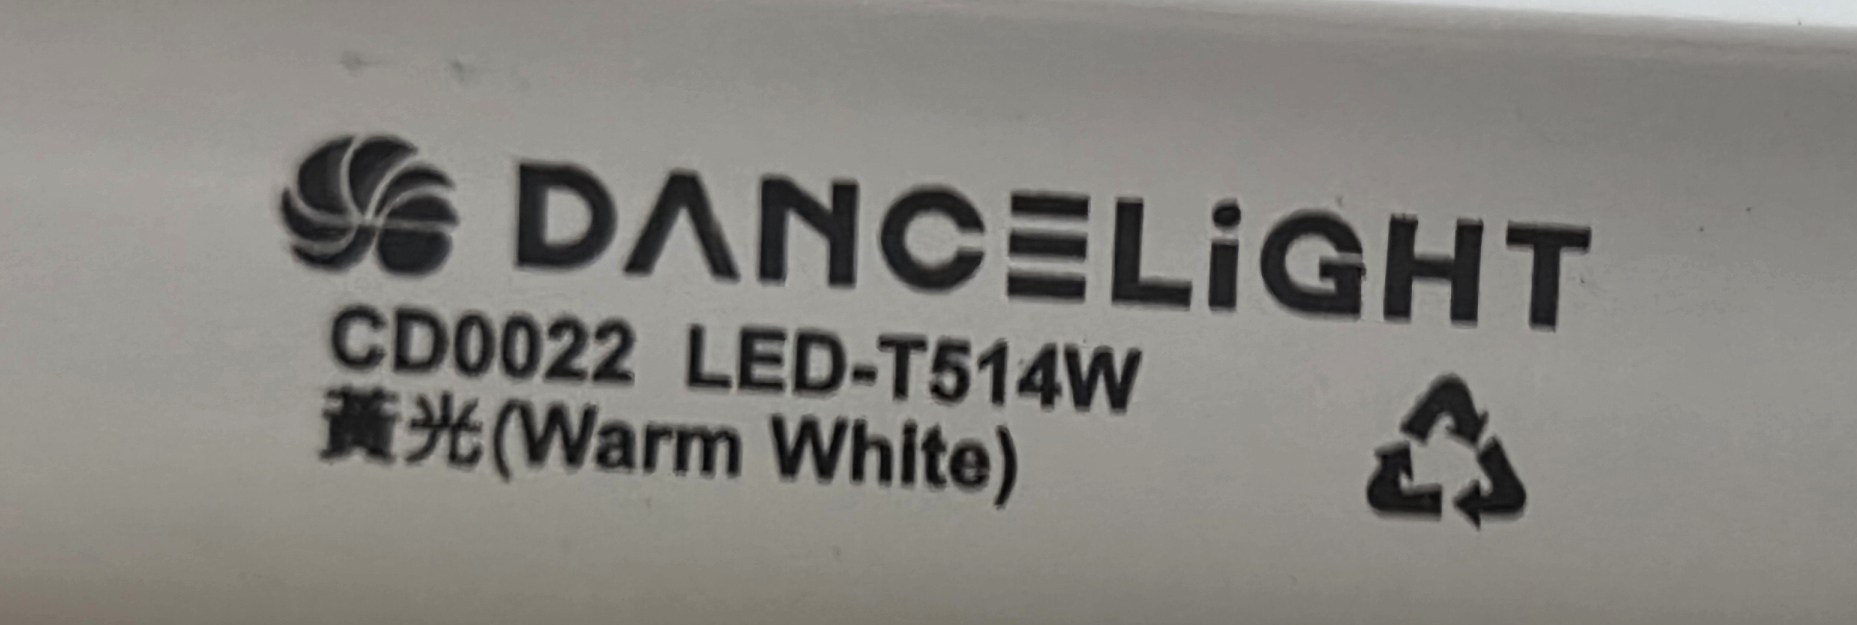 DANCELiGHT
CD0022 LED-T514W
黃光(Warm White)